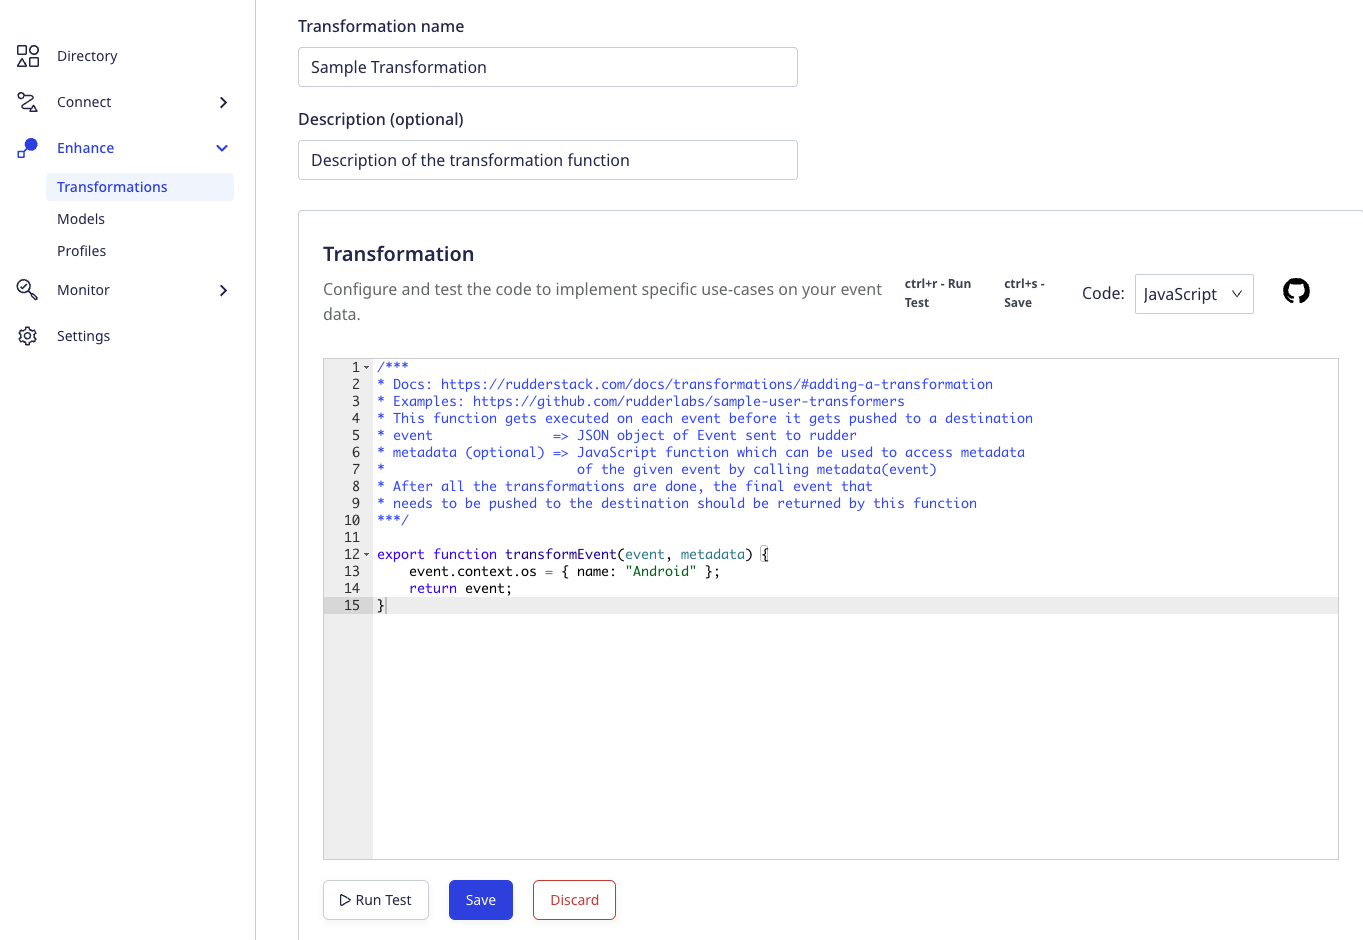 Directory
Connect
Enhance
Transformations
Models
Profiles
Monitor
Settings
Transformation name
Sample Transformation
Description (optional)
Description of the transformation function
Transformation
Configure and test the code to implement specific use-cases on your event
data.
ctrl+r - Run
Test
ctrl+s -
Save
Code:
JavaScript
1 /***
2 * Docs: https://rudderstack.com/docs/transformations/#adding-a-transformation
3 * Examples: https://github.com/rudderlabs/sample-user-transformers
4 * This function gets executed on each event before it gets pushed to a destination
5 * event               => JSON object of Event sent to rudder
6 * metadata (optional) => JavaScript function which can be used to access metadata
7 *                        of the given event by calling metadata(event)
8 * After all the transformations are done, the final event that
9 * needs to be pushed to the destination should be returned by this function
10 ***/
11
12 export function transformEvent(event, metadata) {
13     event.context.os = { name: "Android" };
14     return event;
15 }
Run Test
Save
Discard